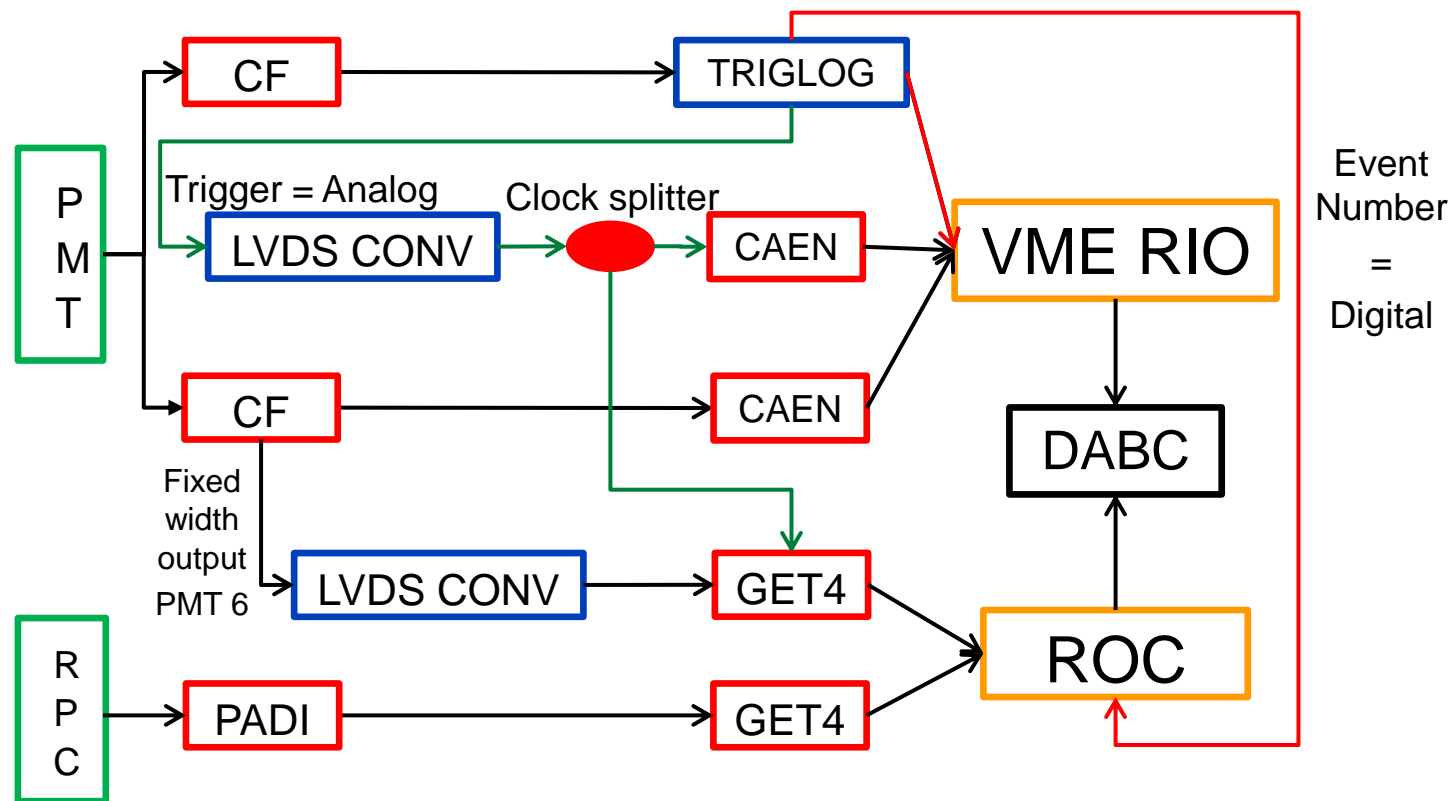 CF
TRIGLOG
P
M
T
Trigger = Analog
Clock splitter
LVDS CONV
CAEN
VME RIO
Event
Number
=
Digital
CF
CAEN
DABC
Fixed
width
output
PMT 6
LVDS CONV
GET4
ROC
R
P
C
PADI
GET4